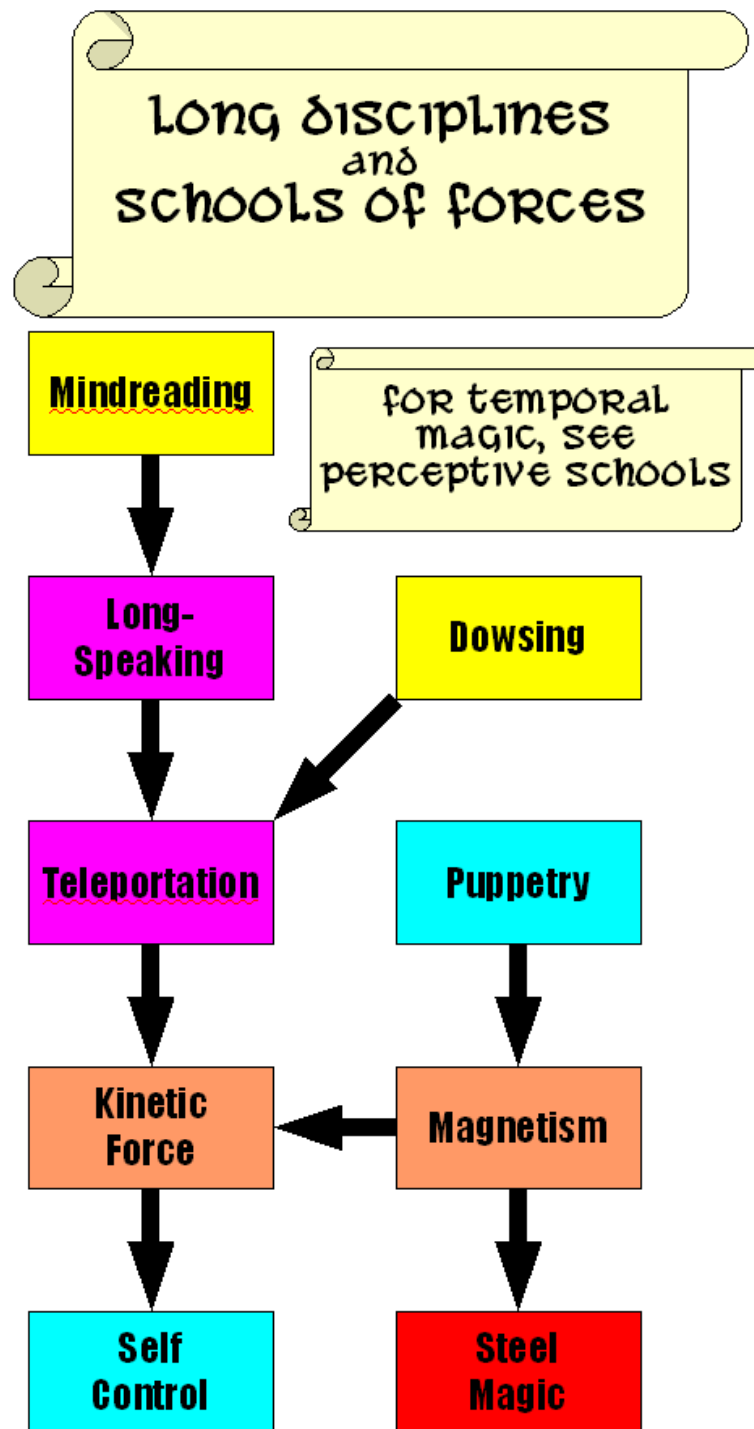 Long disciplines
and
schools of forces
Mindreading
for temporal
magic, see
perceptive schools
Long-
Speaking
Dowsing
Teleportation
Puppetry
Kinetic
Force
Magnetism
Self
Control
Steel
Magic